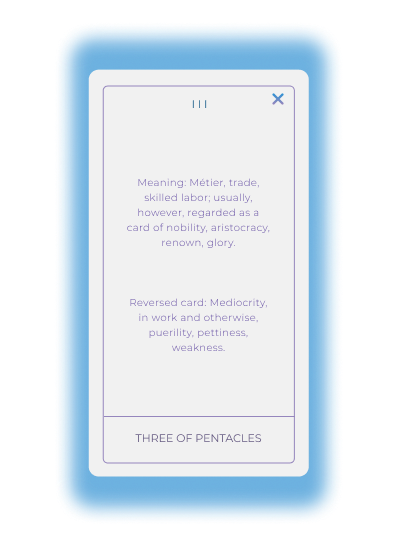 III
Meaning: Métier, trade,
skilled labor; usually,
however, regarded as a
card of nobility, aristocracy,
renown, glory.
Reversed card: Mediocrity,
in work and otherwise,
puerility, pettiness,
weakness.
THREE OF PENTACLES